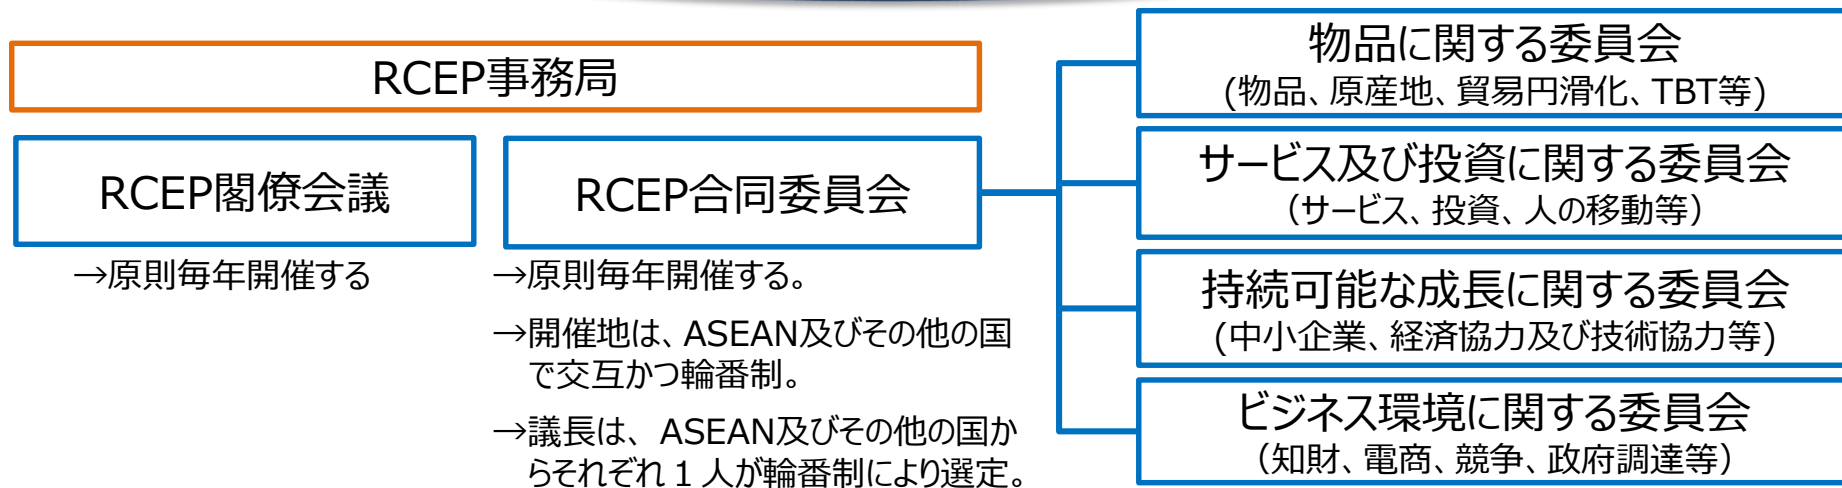 RCEP事務局
RCEP閣僚会議
→原則毎年開催する
RCEP合同委員会
→原則毎年開催する。
→開催地は、ASEAN及びその他の国
で交互かつ輪番制。
→議長は、ASEAN及びその他の国か
らそれぞれ1人が輪番制により選定。
物品に関する委員会
(物品、原産地、貿易円滑化、TBT等)
サービス及び投資に関する委員会
（サービス、投資、人の移動等）
持続可能な成長に関する委員会
(中小企業、経済協力及び技術協力等)
ビジネス環境に関する委員会
（知財、電商、競争、政府調達等）